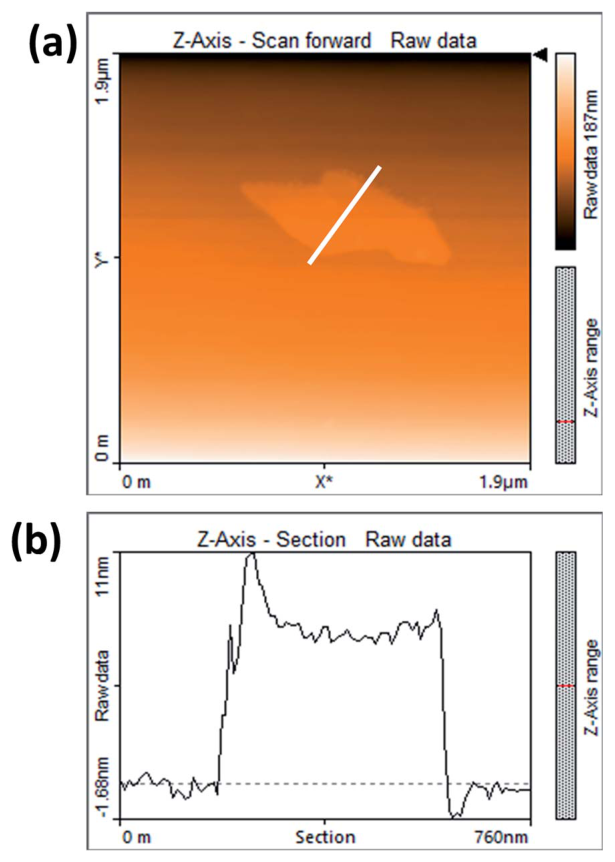 (a)
Z-Axis - Scan forward Raw data
1.9µm
Y*
0 m
0 m
X*
1.9µm
Raw data 187nm
Z-Axis range
(b)
Z-Axis - Section Raw data
11nm
Raw data
-1.68nm
0 m
Section
760nm
Z-Axis range